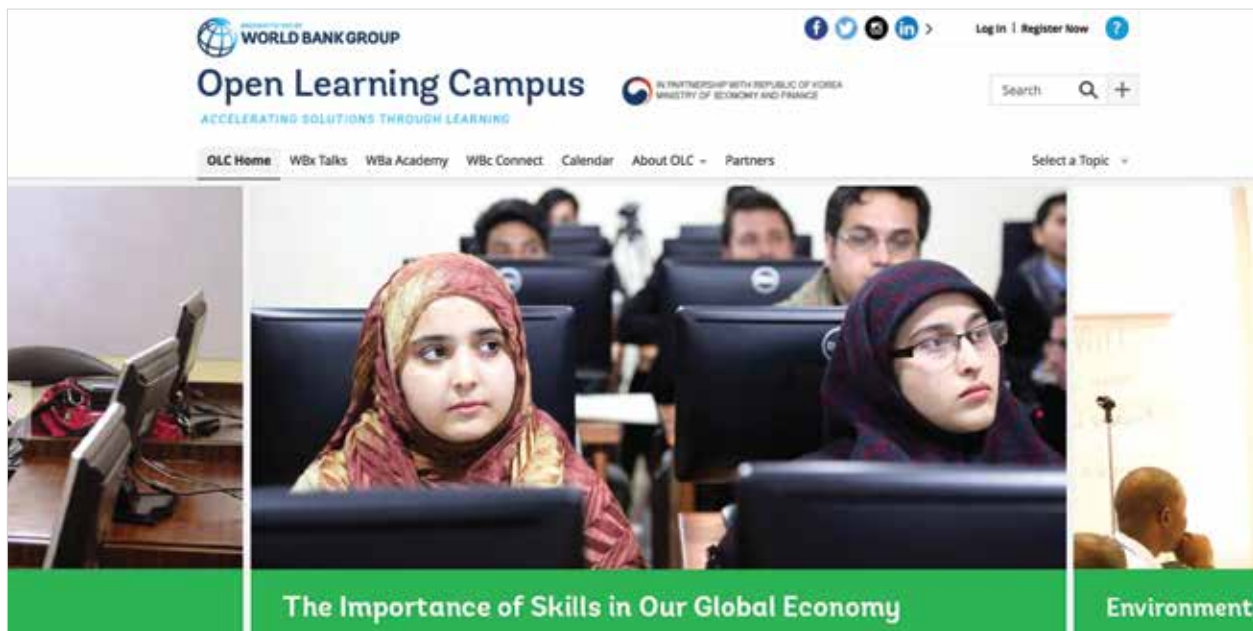 WORLD BANK GROUP
Log In | Register Now ?
Open Learning Campus
IN PARTNERSHIP WITH REPUBLIC OF KOREA
MINISTRY OF ECONOMY AND FINANCE
Search
ACCELERATING SOLUTIONS THROUGH LEARNING
OLC Home WBx Talks WBa Academy WBc Connect Calendar About OLC Partners Select a Topic
The Importance of Skills in Our Global Economy
Environment